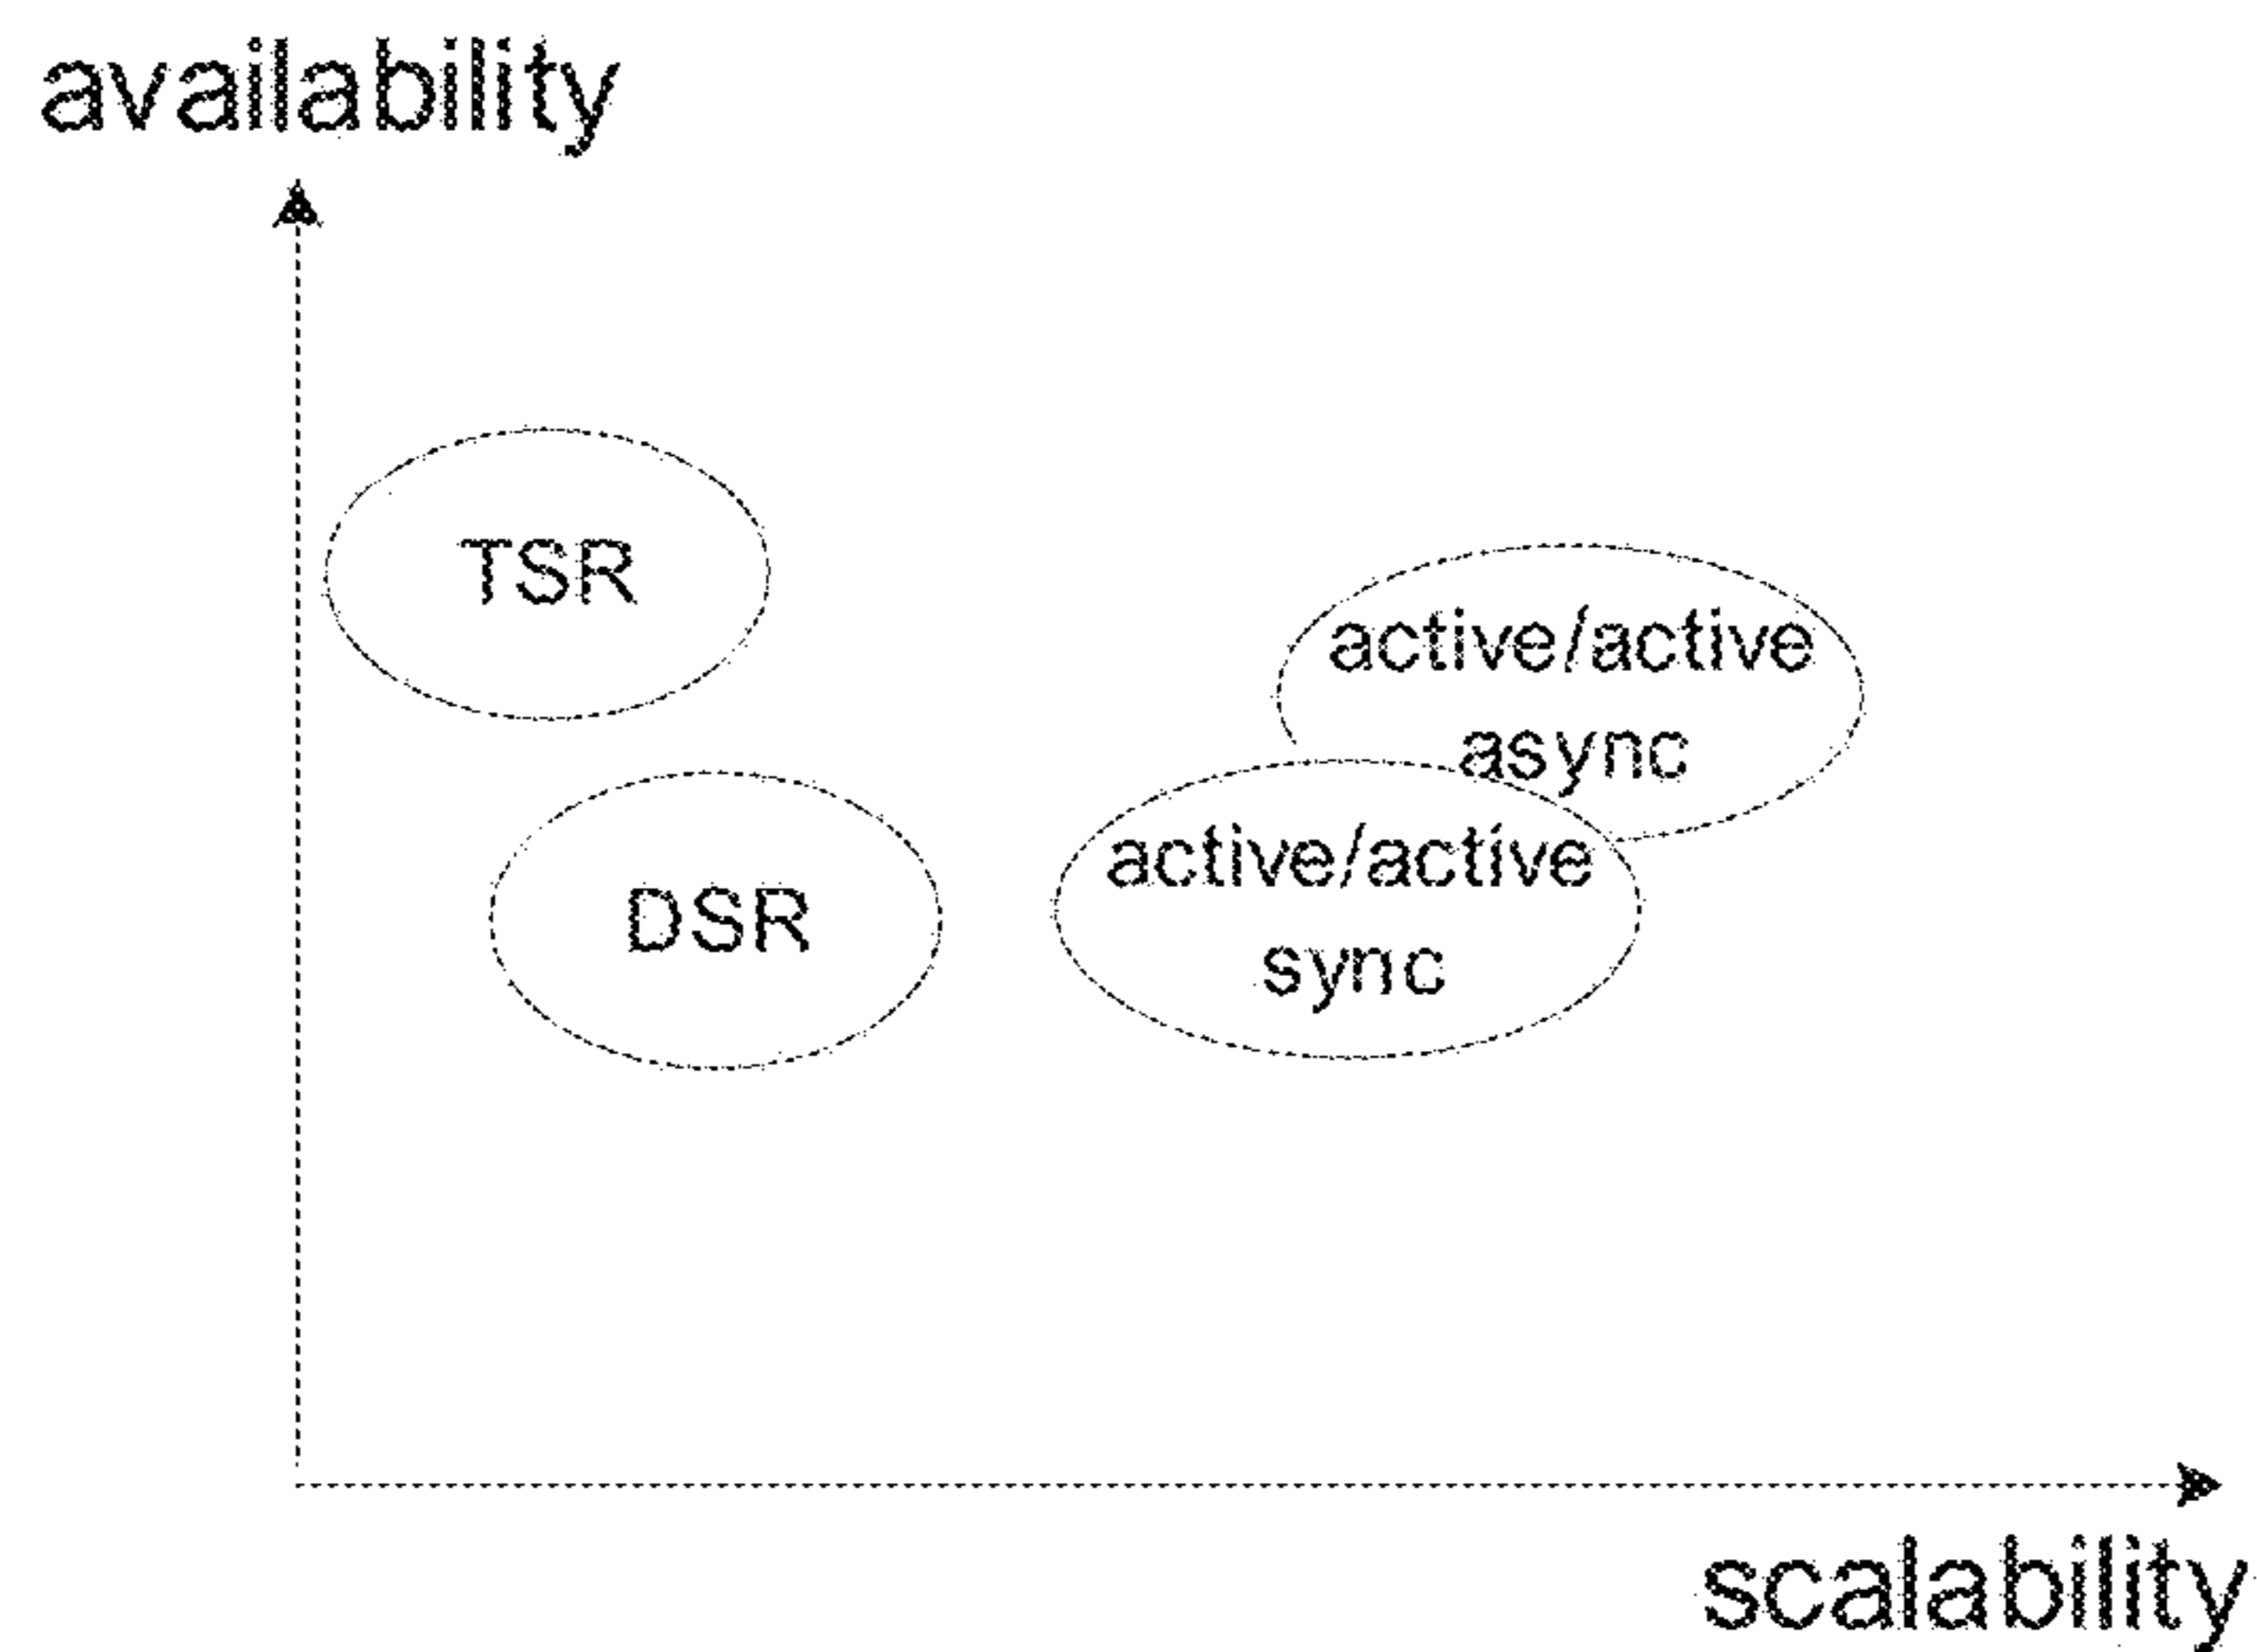 availability
TSR
active/active
async
active/active
sync
DSR
scalability